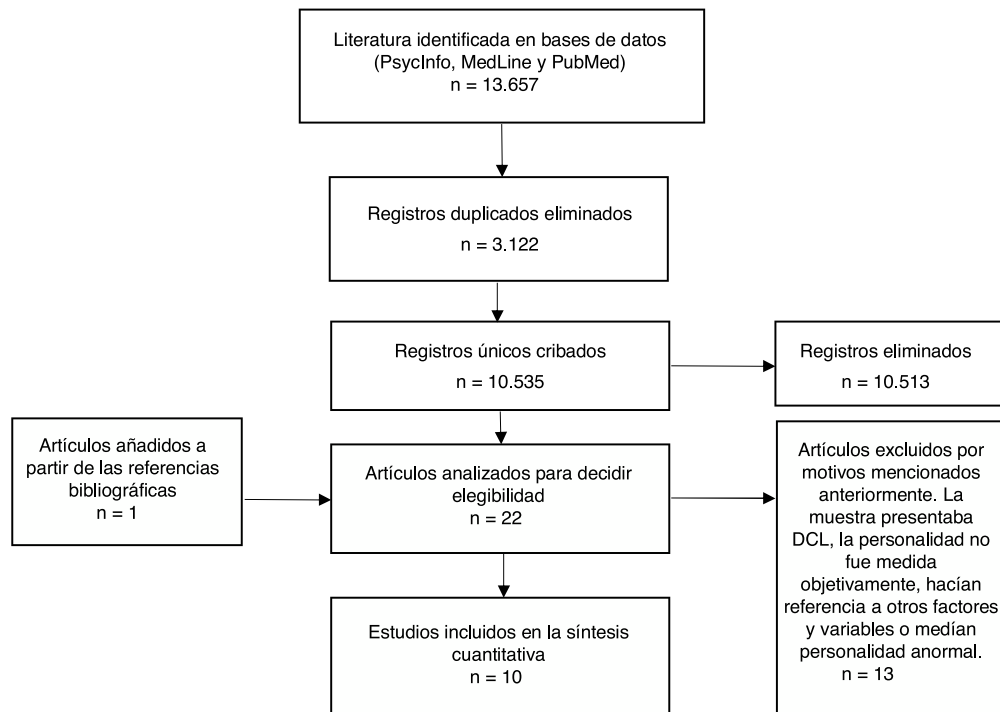 Literatura identificada en bases de datos
(PsycInfo, MedLine y PubMed)
n = 13.657
Registros duplicados eliminados
n = 3.122
Registros únicos cribados
n = 10.535
Registros eliminados
n = 10.513
Artículos añadidos a
partir de las referencias
bibliográficas
n = 1
Artículos analizados para decidir
elegibilidad
n = 22
Artículos excluidos por
motivos mencionados
anteriormente. La
muestra presentaba
DCL, la personalidad no
fue medida
objetivamente, hacían
referencia a otros factores
y variables o medían
personalidad anormal.
n = 13
Estudios incluidos en la síntesis
cuantitativa
n = 10